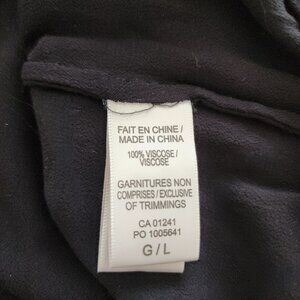 FAIT EN CHINE /
MADE IN CHINA
100% VISCOSE /
VISCOSE
GARNITURES NON
COMPRISES / EXCLUSIVE
OF TRIMMINGS
CA 01241
PO 1005641
G / L